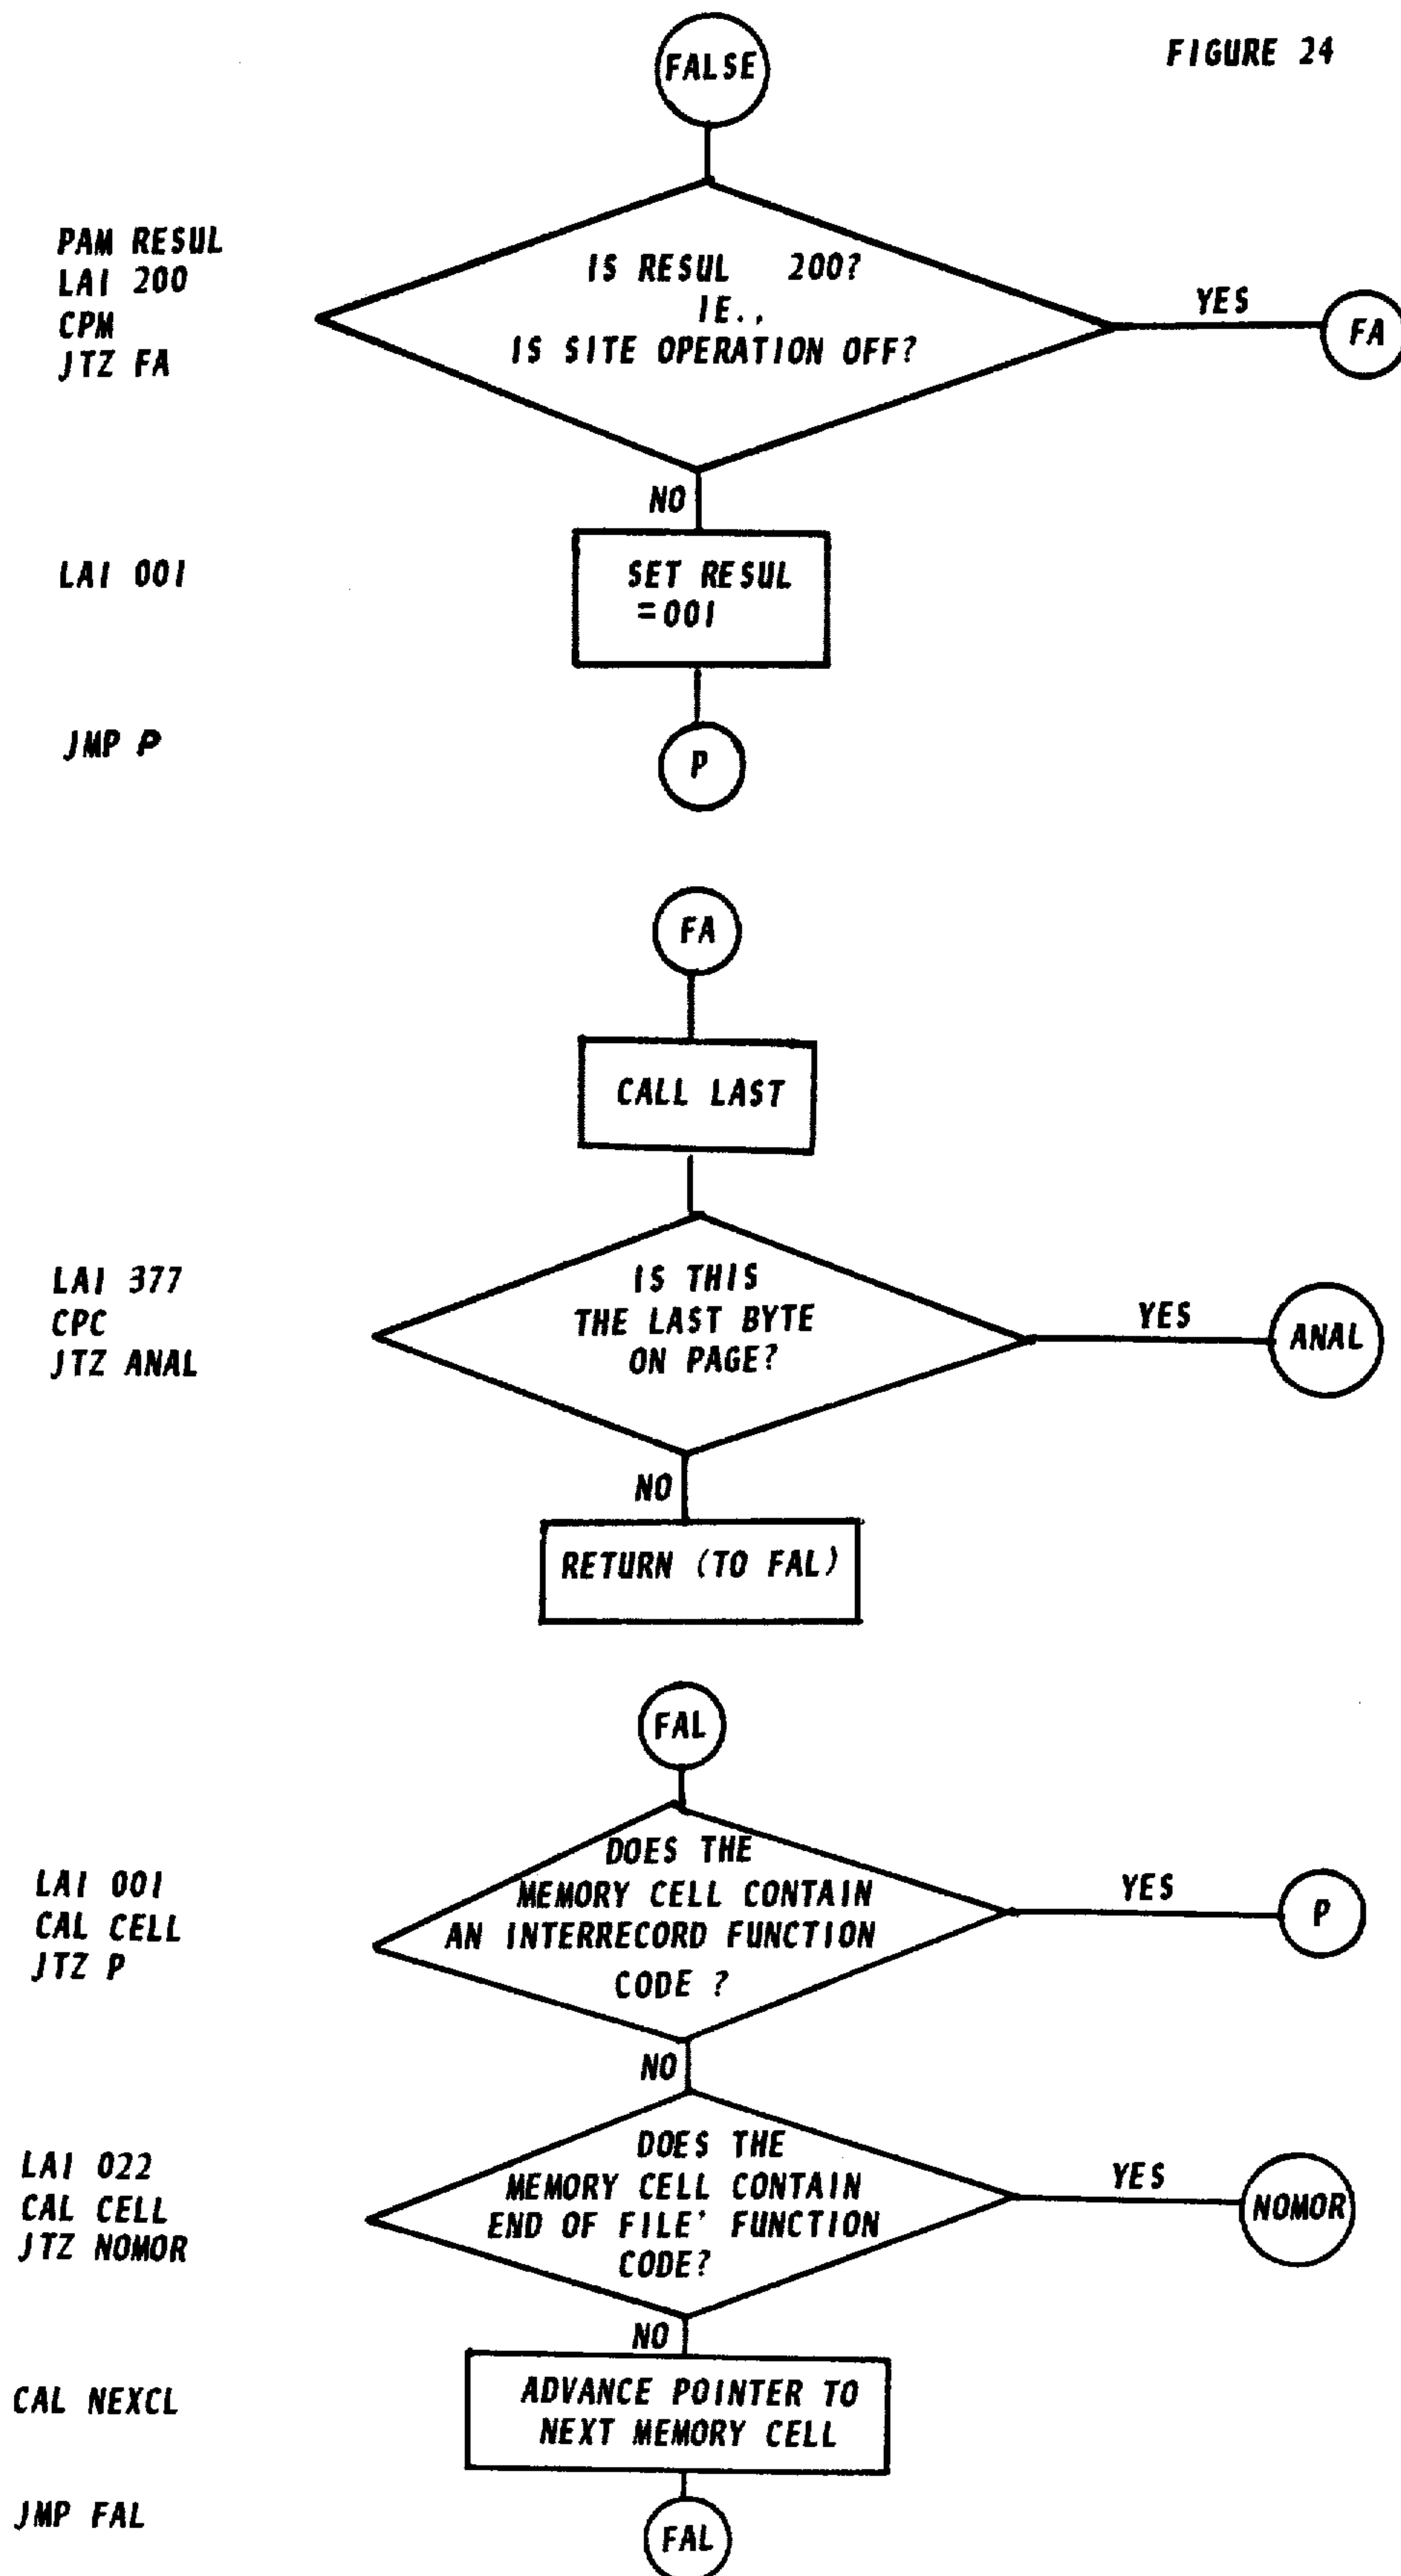 FIGURE 24
FALSE
PAM RESUL
LAI 200
CPM
JTZ FA
IS RESUL 200?
IE.,
IS SITE OPERATION OFF?
YES
FA
NO
LAI 001
SET RESUL
=001
JMP P
P
FA
CALL LAST
LAI 377
CPC
JTZ ANAL
IS THIS
THE LAST BYTE
ON PAGE?
YES
ANAL
NO
RETURN (TO FAL)
FAL
LAI 001
CAL CELL
JTZ P
DOES THE
MEMORY CELL CONTAIN
AN INTERRECORD FUNCTION
CODE ?
YES
P
NO
LAI 022
CAL CELL
JTZ NOMOR
DOES THE
MEMORY CELL CONTAIN
END OF FILE' FUNCTION
CODE?
YES
NOMOR
NO
CAL NEXCL
ADVANCE POINTER TO
NEXT MEMORY CELL
JMP FAL
FAL